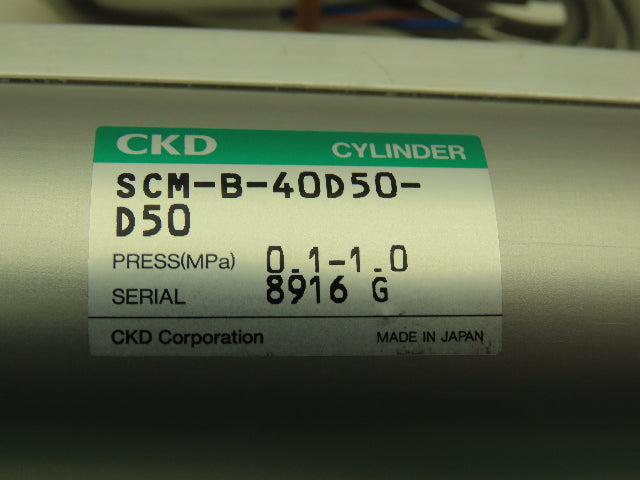 CKD CYLINDER
SCM-B-40D50-
D50
PRESS(MPa) 0.1-1.0
SERIAL 8916 G
CKD Corporation MADE IN JAPAN